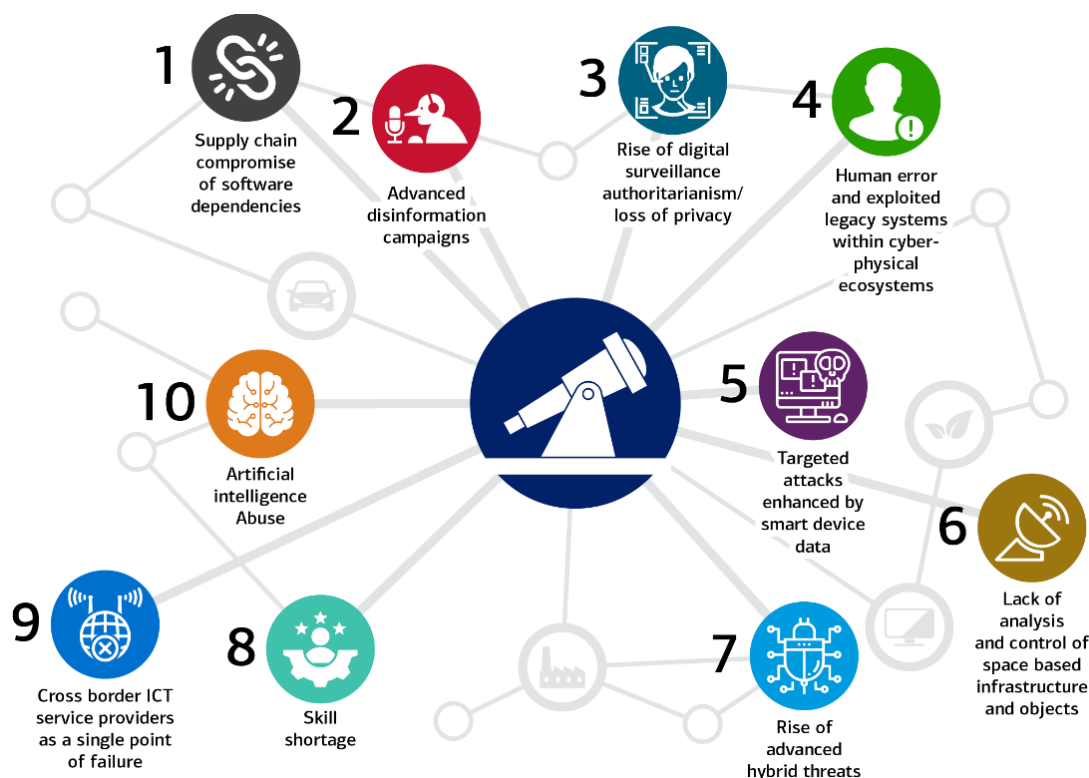 1
Supply chain
compromise
of software
dependencies
2
Advanced
disinformation
campaigns
3
Rise of digital
surveillance
authoritarianism/
loss of privacy
4
Human error
and exploited
legacy systems
within cyber-
physical
ecosystems
5
Targeted
attacks
enhanced by
smart device
data
6
Lack of
analysis
and control of
space based
infrastructure
and objects
7
Rise of
advanced
hybrid threats
8
Skill
shortage
9
Cross border ICT
service providers
as a single point
of failure
10
Artificial
intelligence
Abuse